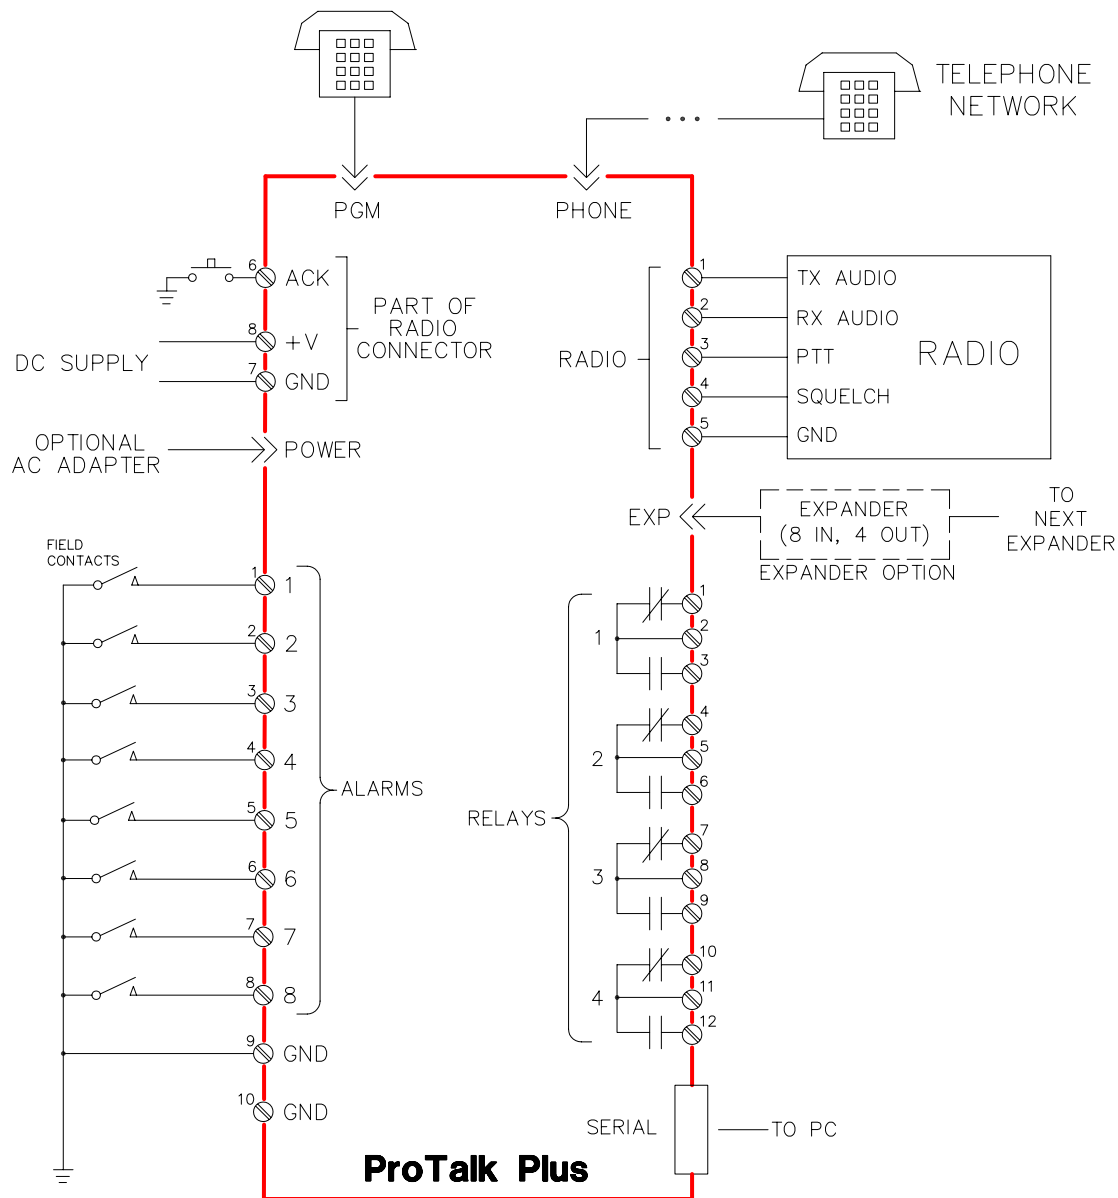 TELEPHONE
NETWORK
PGM
PHONE
6 ACK
8 +V
7 GND
PART OF
RADIO
CONNECTOR
DC SUPPLY
OPTIONAL
AC ADAPTER
POWER
RADIO
1 TX AUDIO
2 RX AUDIO
3 PTT
4 SQUELCH
5 GND
RADIO
EXP
EXPANDER
(8 IN, 4 OUT)
EXPANDER OPTION
TO
NEXT
EXPANDER
FIELD
CONTACTS
1 1
2 2
3 3
4 4
5 5
6 6
7 7
8 8
9 GND
10 GND
ALARMS
RELAYS
1
1
2
3
2
4
5
6
3
7
8
9
4
10
11
12
SERIAL
TO PC
ProTalk Plus